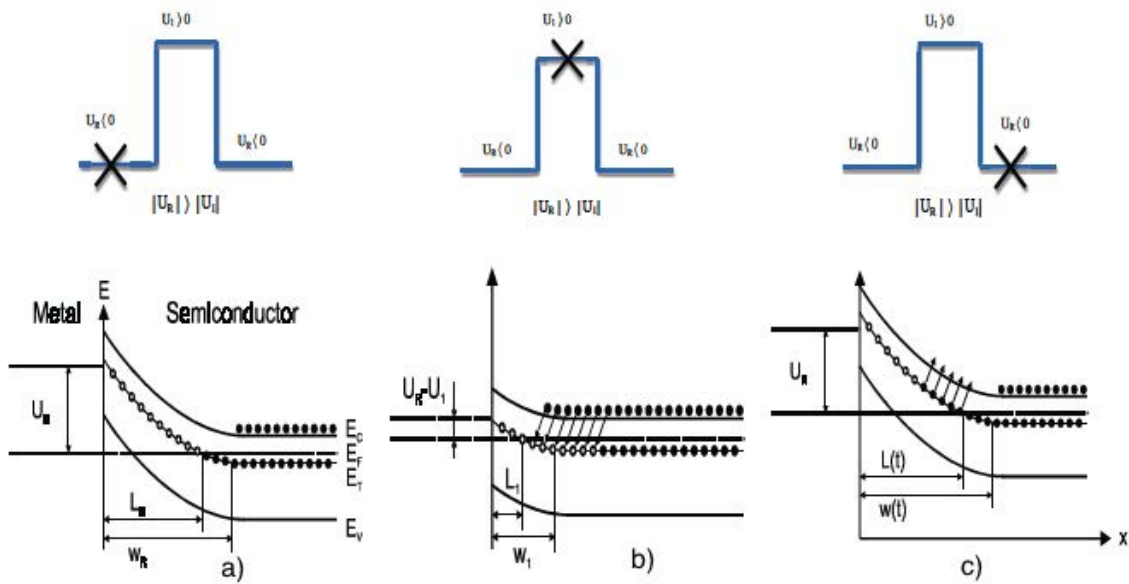 U₁⟩0
U_R⟨0
U_R⟨0
|U_R|⟩|U₁|
U₁⟩0
U_R⟨0
U_R⟨0
|U_R|⟩|U₁|
U₁⟩0
U_R⟨0
U_R⟨0
|U_R|⟩|U₁|
E
Metal
Semiconductor
U_R
E_C
E_F
E_T
E_V
L_R
w_R
a)
U_R-U₁
L₁
w₁
b)
U_R
L(t)
w(t)
x
c)